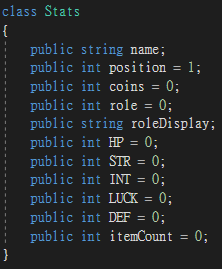 class Stats
{
public string name;
public int position = 1;
public int coins = 0;
public int role = 0;
public string roleDisplay;
public int HP = 0;
public int STR = 0;
public int INT = 0;
public int LUCK = 0;
public int DEF = 0;
public int itemCount = 0;
}